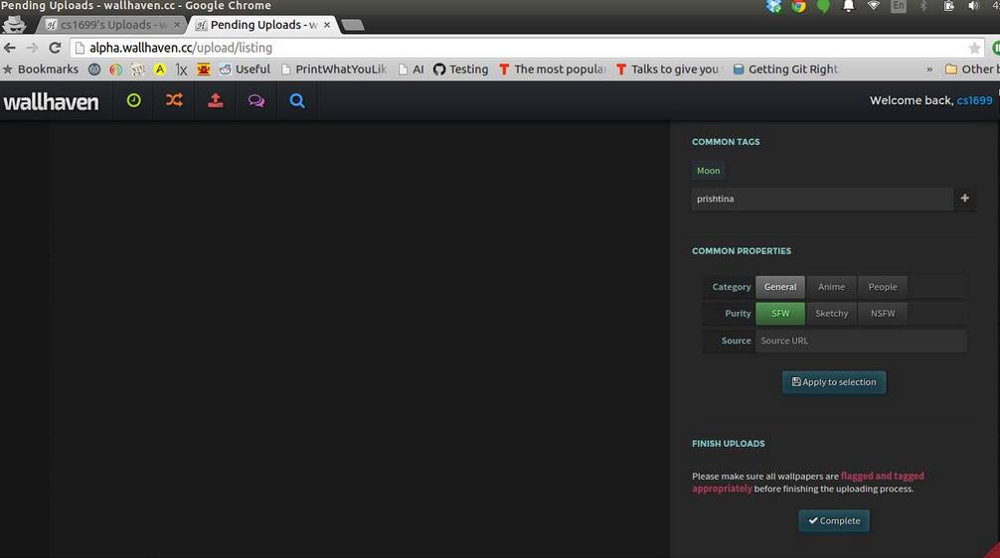 Pending Uploads - wallhaven.cc - Google Chrome
En
cs1699's Uploads - w
Pending Uploads - w
alpha.wallhaven.cc/upload/listing
Bookmarks
Useful
PrintWhatYouLik
AI
Testing
The most popula
Talks to give you
Getting Git Right
»
Other b
wallhaven
Welcome back, cs1699
COMMON TAGS
Moon
prishtina
COMMON PROPERTIES
Category General Anime People
Purity SFW Sketchy NSFW
Source Source URL
Apply to selection
FINISH UPLOADS
Please make sure all wallpapers are flagged and tagged
appropriately before finishing the uploading process.
Complete